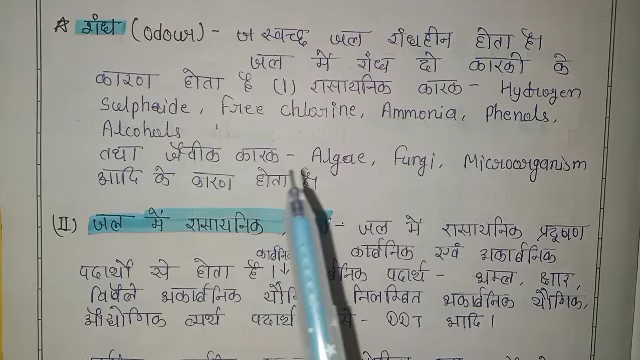 * गंध (odour) - स्वच्छ जल गंधहीन होता है।
जल में गंध दो कारकों के
कारण होता है (1) रासायनिक कारक - Hydrogen
Sulpheide, Free Chlorine, Ammonia, Phenols,
Alcohols
तथा जैवीक कारक - Algae, Fungi, Microorganism
आदि के कारण होता है।
(II) जल में रासायनिक - जल में रासायनिक प्रदूषण
कार्बनिक एवं अकार्बनिक
पदार्थो से होता है। पदार्थ - अम्ल, क्षार,
विषैले अकार्बनिक निलम्बित अकार्बनिक यौगिक,
औद्योगिक व्यर्थ पदार्थ - DDT आदि।